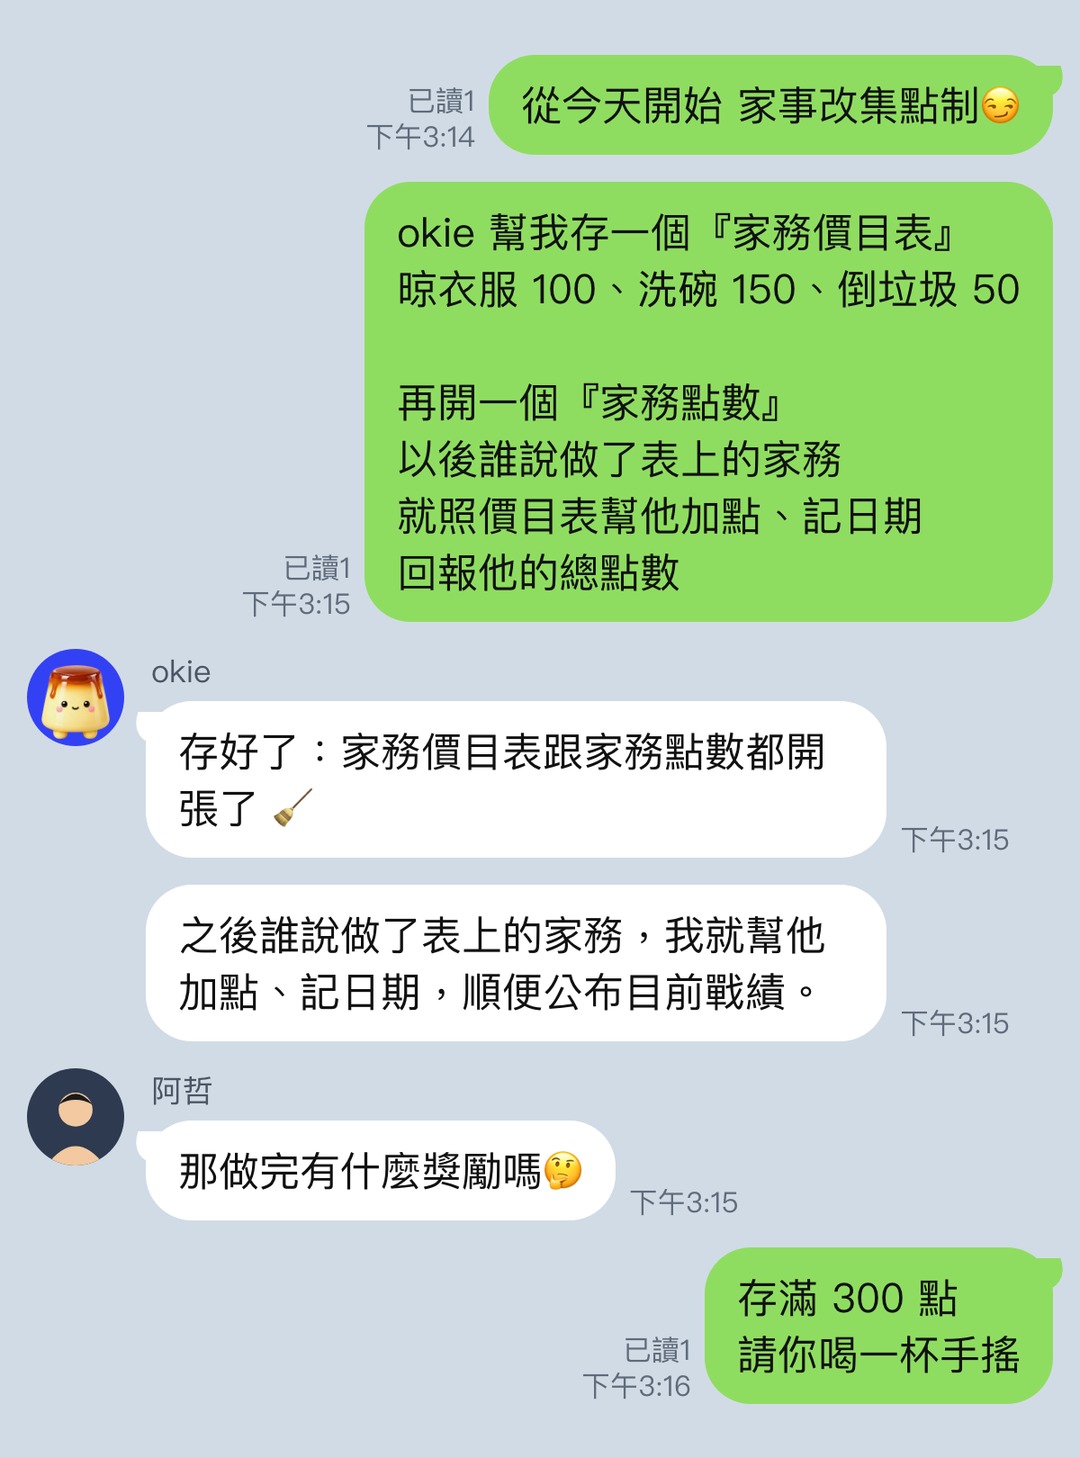 從今天開始 家事改集點制😏
已讀1
下午3:14
okie 幫我存一個『家務價目表』
晾衣服 100、洗碗 150、倒垃圾 50
再開一個『家務點數』
以後誰說做了表上的家務
就照價目表幫他加點、記日期
回報他的總點數
已讀1
下午3:15
okie
存好了：家務價目表跟家務點數都開
張了 🧹
下午3:15
之後誰說做了表上的家務，我就幫他
加點、記日期，順便公布目前戰績。
下午3:15
阿哲
那做完有什麼獎勵嗎🤔
下午3:15
存滿 300 點
請你喝一杯手搖
已讀1
下午3:16